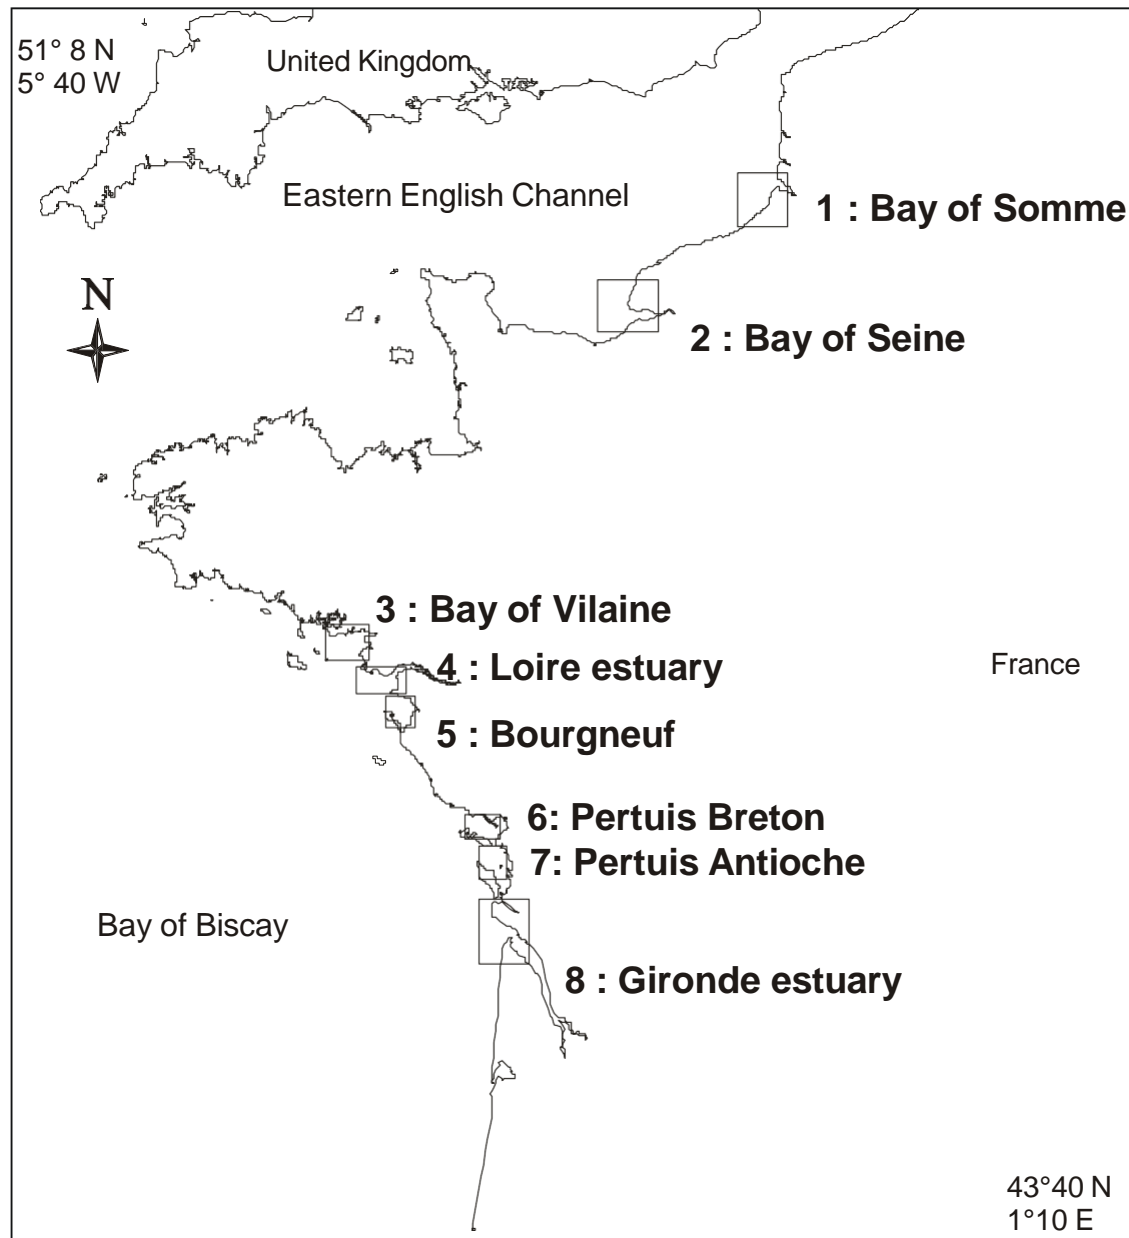 51° 8 N
5° 40 W
United Kingdom
Eastern English Channel
1 : Bay of Somme
N
2 : Bay of Seine
3 : Bay of Vilaine
4 : Loire estuary
France
5 : Bourgneuf
6: Pertuis Breton
7: Pertuis Antioche
Bay of Biscay
8 : Gironde estuary
43°40 N
1°10 E